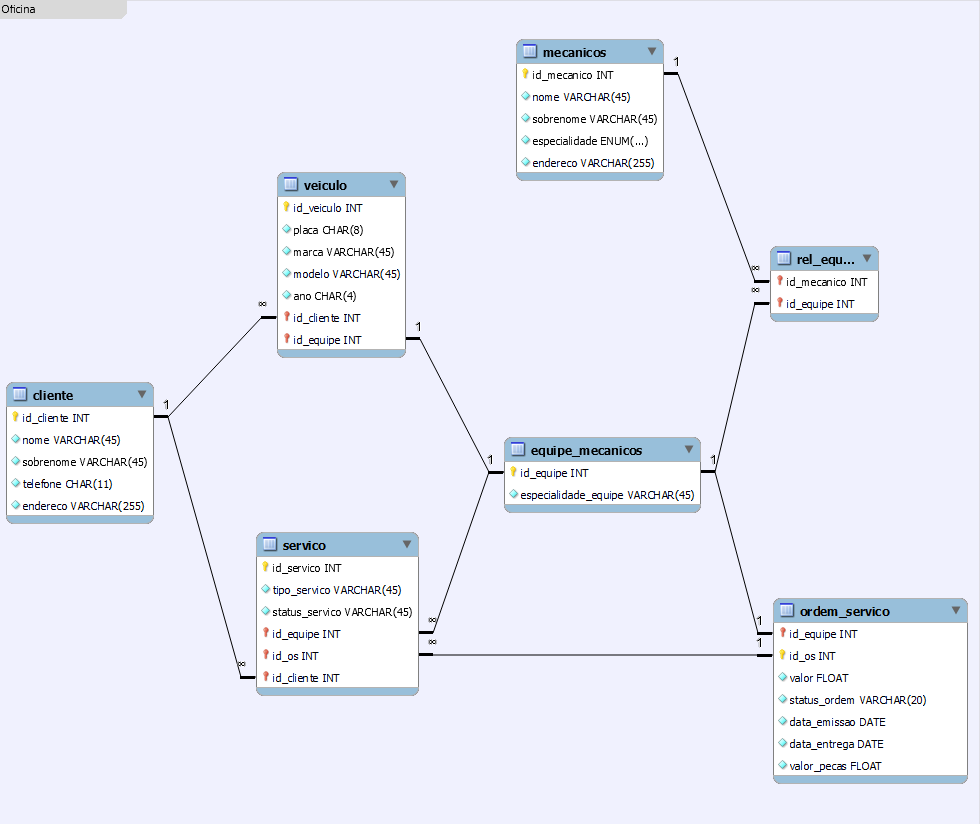 Oficina
mecanicos
id_mecanico INT
nome VARCHAR(45)
sobrenome VARCHAR(45)
especialidade ENUM(...)
endereco VARCHAR(255)
1
veiculo
id_veiculo INT
placa CHAR(8)
marca VARCHAR(45)
modelo VARCHAR(45)
ano CHAR(4)
id_cliente INT
id_equipe INT
∞
1
rel_equ...
id_mecanico INT
id_equipe INT
∞
∞
cliente
id_cliente INT
nome VARCHAR(45)
sobrenome VARCHAR(45)
telefone CHAR(11)
endereco VARCHAR(255)
1
equipe_mecanicos
id_equipe INT
especialidade_equipe VARCHAR(45)
1
1
servico
id_servico INT
tipo_servico VARCHAR(45)
status_servico VARCHAR(45)
id_equipe INT
id_os INT
id_cliente INT
∞
∞
∞
ordem_servico
id_equipe INT
id_os INT
valor FLOAT
status_ordem VARCHAR(20)
data_emissao DATE
data_entrega DATE
valor_pecas FLOAT
1
1